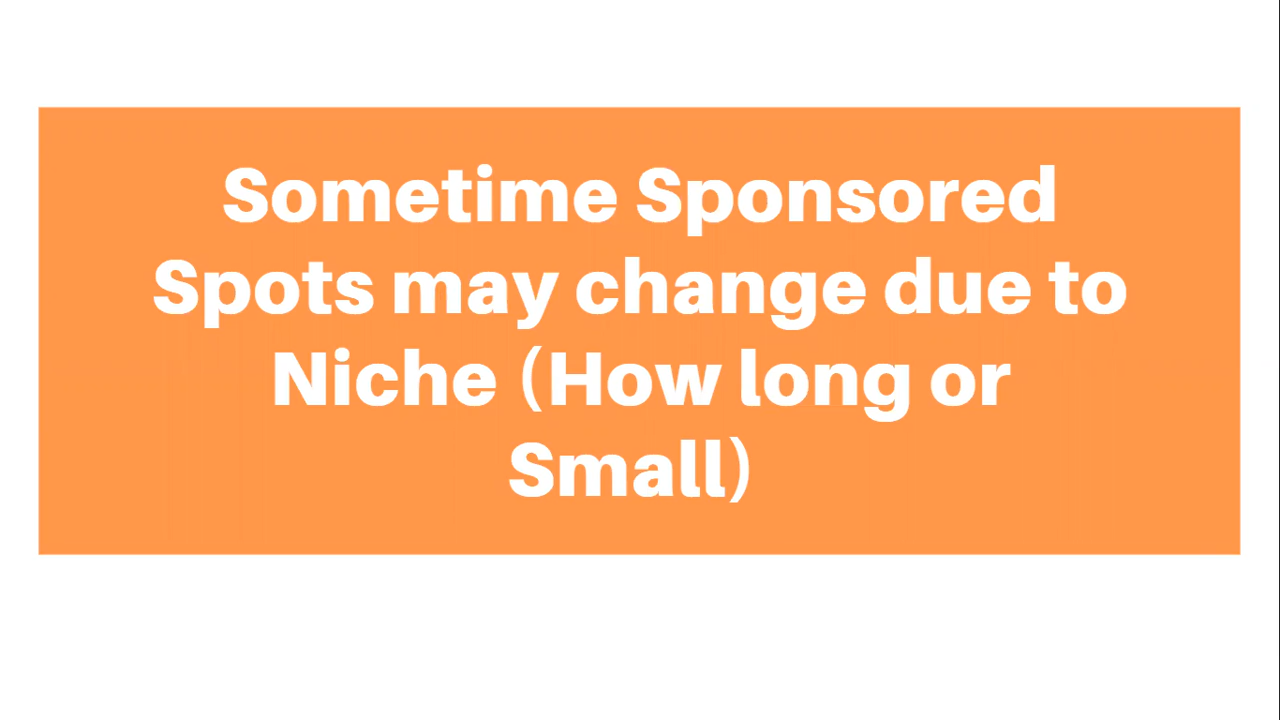 Sometime Sponsored
Spots may change due to
Niche (How long or
Small)